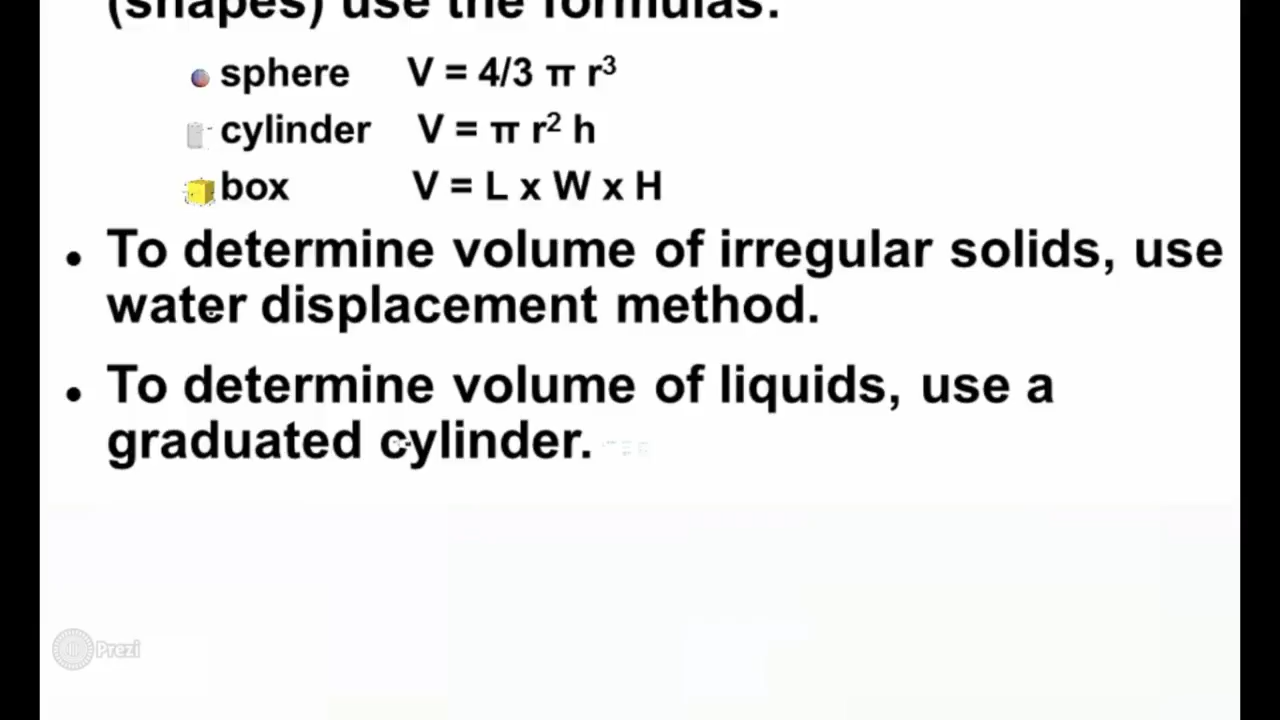 (shapes) use the formulas:
sphere V = 4/3 π r³
cylinder V = π r² h
box V = L x W x H
• To determine volume of irregular solids, use
water displacement method.
• To determine volume of liquids, use a
graduated cylinder.
Prezi